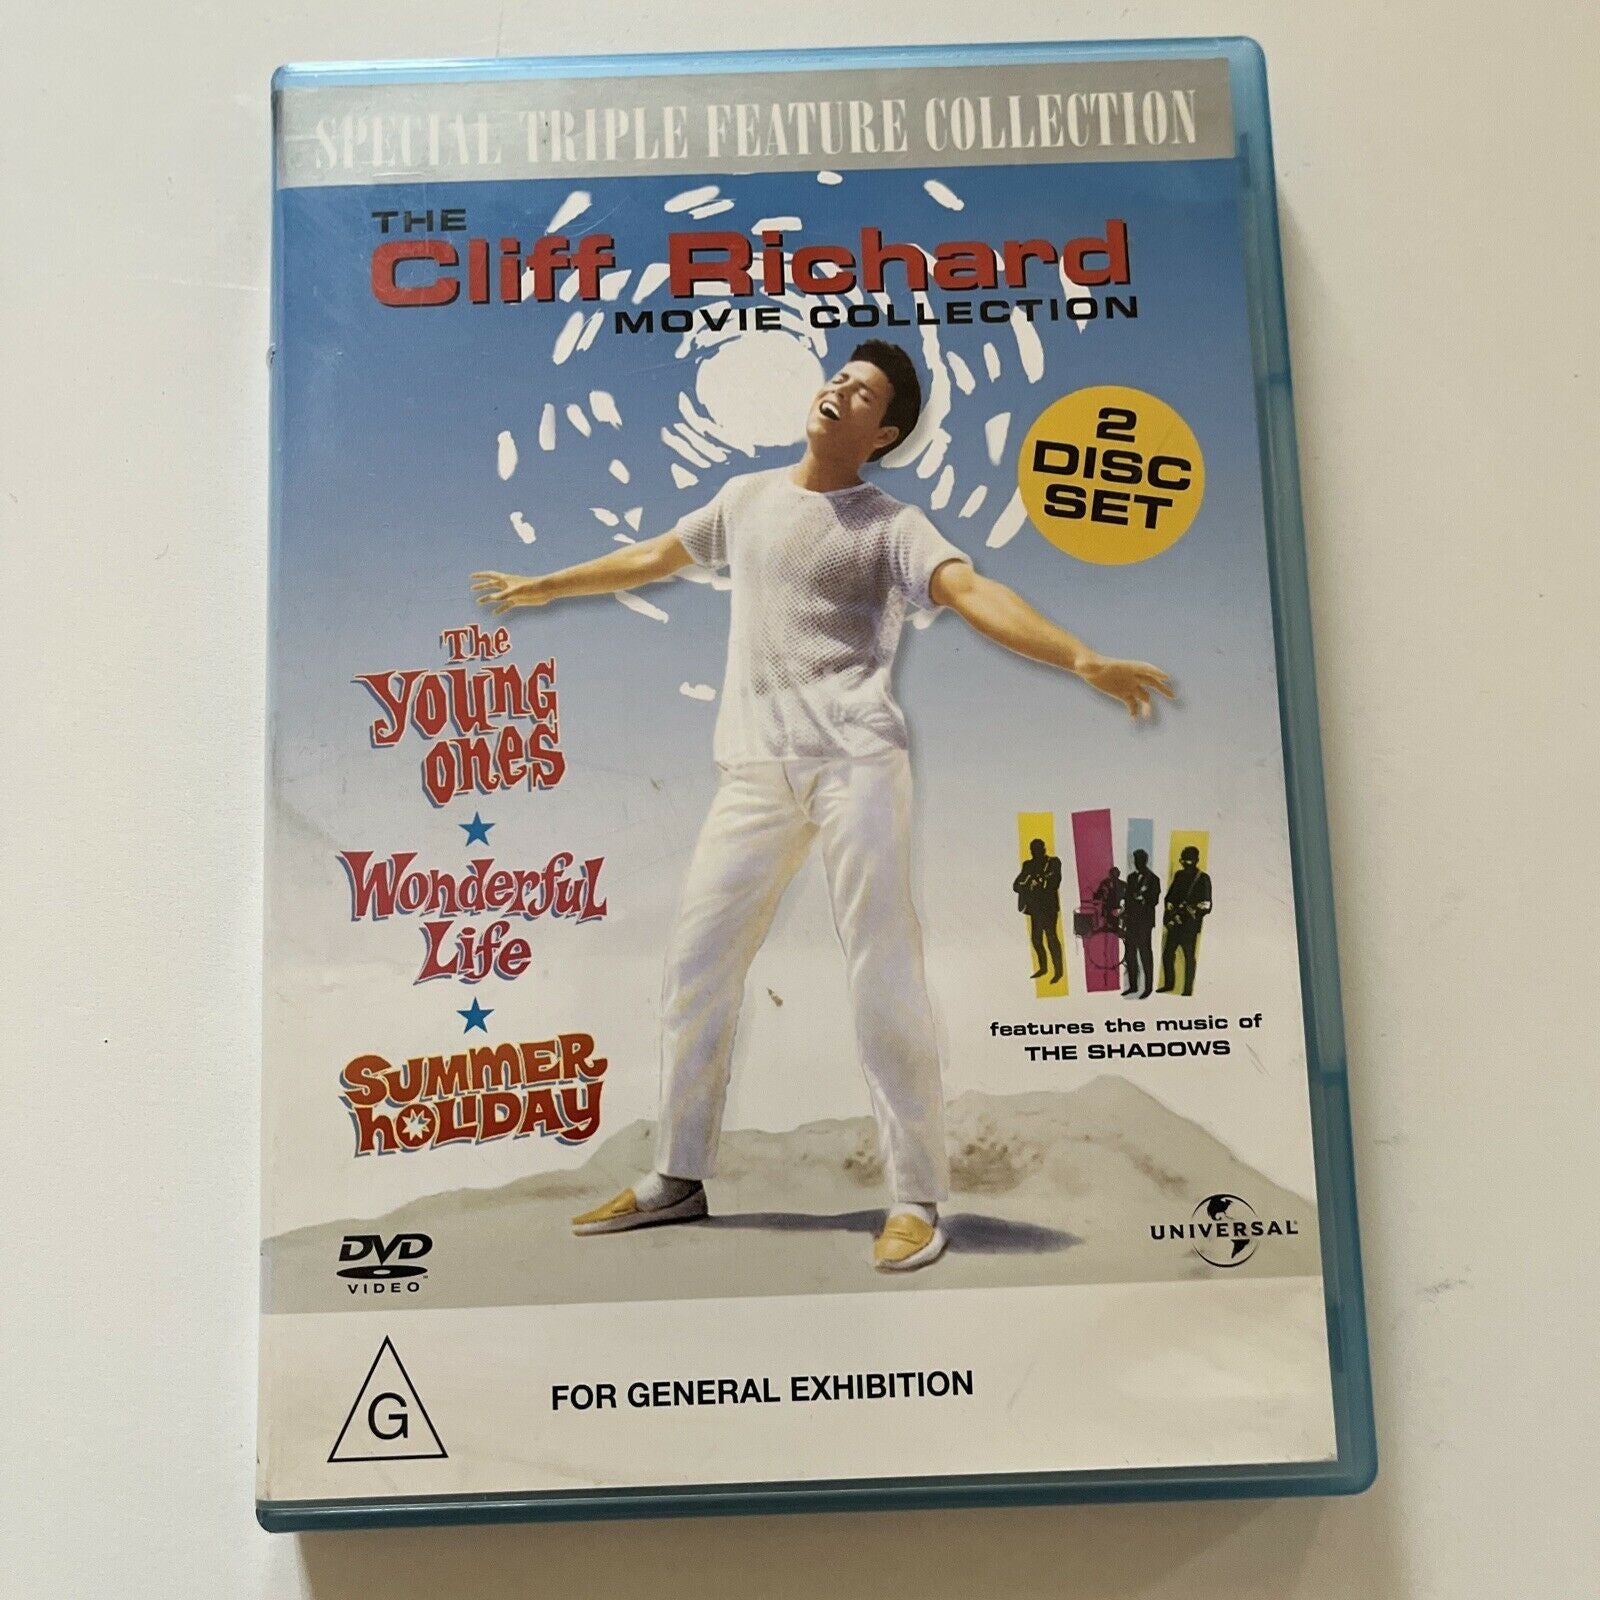 SPECIAL TRIPLE FEATURE COLLECTION
THE
Cliff Richard
MOVIE COLLECTION
2
DISC
SET
The
Young
Ones
Wonderful
Life
Summer
Holiday
features the music of
THE SHADOWS
DVD
VIDEO
TM
UNIVERSAL
®
G
FOR GENERAL EXHIBITION